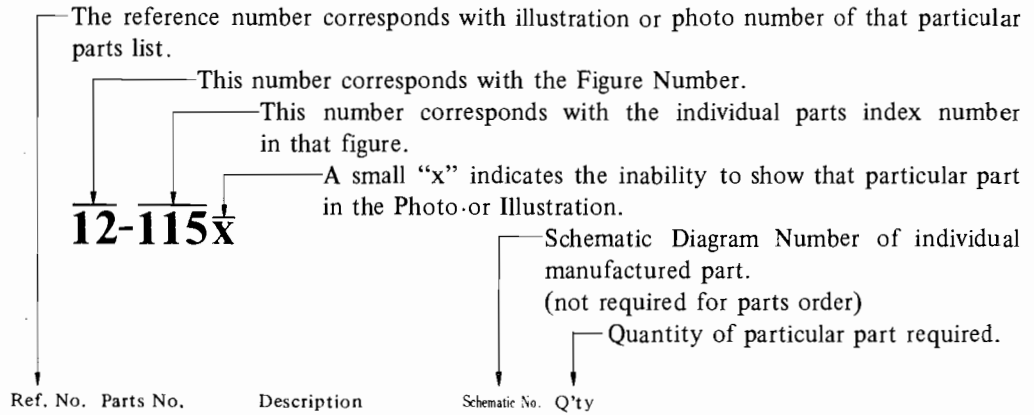 The reference number corresponds with illustration or photo number of that particular
parts list.
This number corresponds with the Figure Number.
This number corresponds with the individual parts index number
in that figure.
A small “x” indicates the inability to show that particular part
in the Photo or Illustration.
12-115x
Schematic Diagram Number of individual
manufactured part.
(not required for parts order)
Quantity of particular part required.
Ref. No. Parts No. Description Schematic No. Q'ty